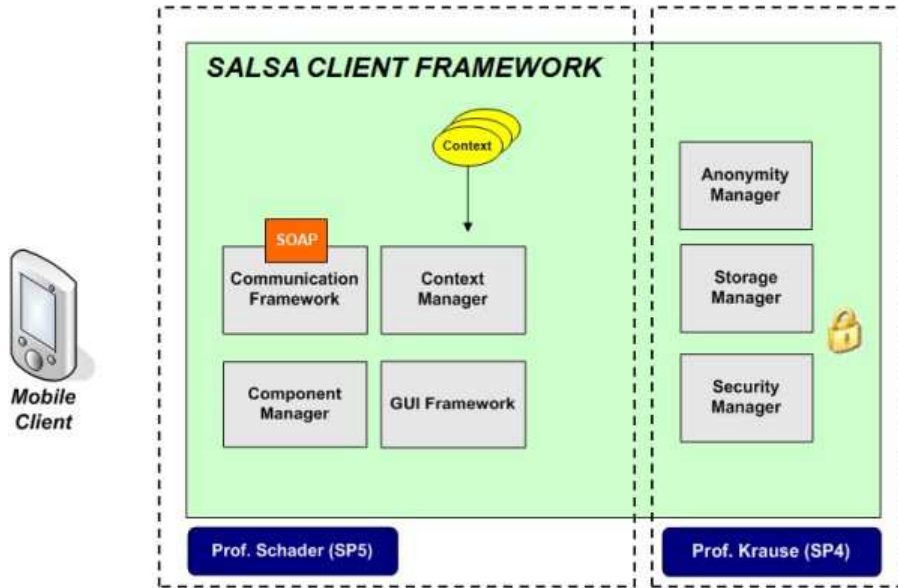 SALSA CLIENT FRAMEWORK
Context
SOAP
Communication
Framework
Context
Manager
Component
Manager
GUI Framework
Anonymity
Manager
Storage
Manager
Security
Manager
Mobile
Client
Prof. Schader (SP5)
Prof. Krause (SP4)